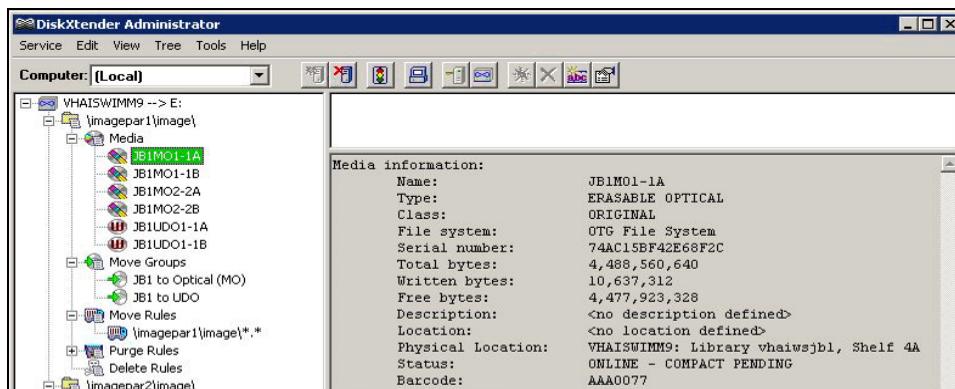 DiskXtender Administrator
Service Edit View Tree Tools Help
Computer: (Local)
VHAISWIMM9 --> E:
\imagepar1\image\
Media
JB1MO1-1A
JB1MO1-1B
JB1MO2-2A
JB1MO2-2B
JB1UDO1-1A
JB1UDO1-1B
Move Groups
JB1 to Optical (MO)
JB1 to UDO
Move Rules
\imagepar1\image\*.*
Purge Rules
Delete Rules
\imagepar2\image\
Media information:
Name: JB1MO1-1A
Type: ERASABLE OPTICAL
Class: ORIGINAL
File system: OTG File System
Serial number: 74AC15BF42E68F2C
Total bytes: 4,488,560,640
Written bytes: 10,637,312
Free bytes: 4,477,923,328
Description: <no description defined>
Location: <no location defined>
Physical Location: VHAISWIMM9: Library vhaiwsjb1, Shelf 4A
Status: ONLINE - COMPACT PENDING
Barcode: AAA0077